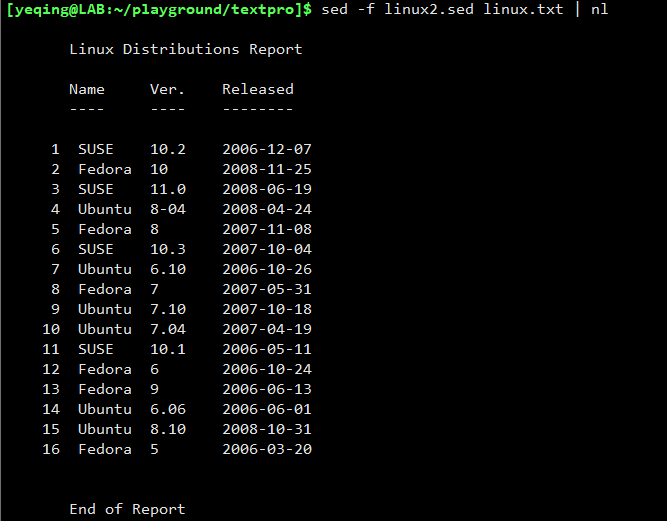 [yeqing@LAB:~/playground/textpro]$ sed -f linux2.sed linux.txt | nl
Linux Distributions Report
Name    Ver.    Released
----    ----    --------
1  SUSE    10.2    2006-12-07
2  Fedora  10      2008-11-25
3  SUSE    11.0    2008-06-19
4  Ubuntu  8-04    2008-04-24
5  Fedora  8       2007-11-08
6  SUSE    10.3    2007-10-04
7  Ubuntu  6.10    2006-10-26
8  Fedora  7       2007-05-31
9  Ubuntu  7.10    2007-10-18
10  Ubuntu  7.04    2007-04-19
11  SUSE    10.1    2006-05-11
12  Fedora  6       2006-10-24
13  Fedora  9       2006-06-13
14  Ubuntu  6.06    2006-06-01
15  Ubuntu  8.10    2008-10-31
16  Fedora  5       2006-03-20
End of Report